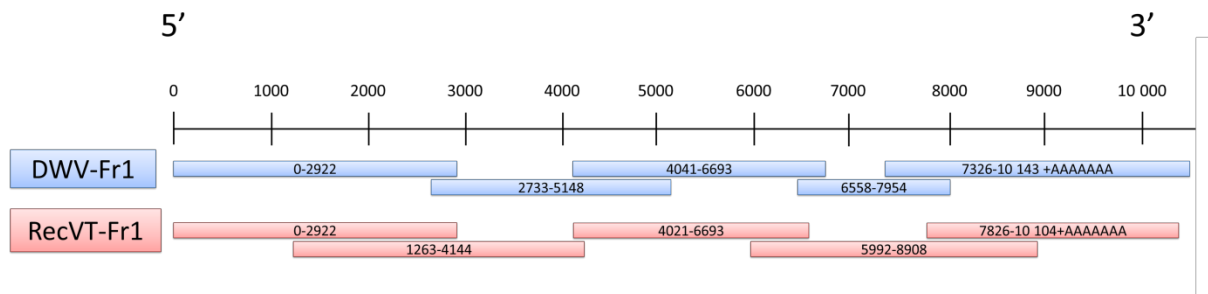 5’ 3’
0 1000 2000 3000 4000 5000 6000 7000 8000 9000 10 000
DWV-Fr1 0-2922 4041-6693 7326-10 143 +AAAAAAA
2733-5148 6558-7954
RecVT-Fr1 0-2922 4021-6693 7826-10 104+AAAAAAA
1263-4144 5992-8908